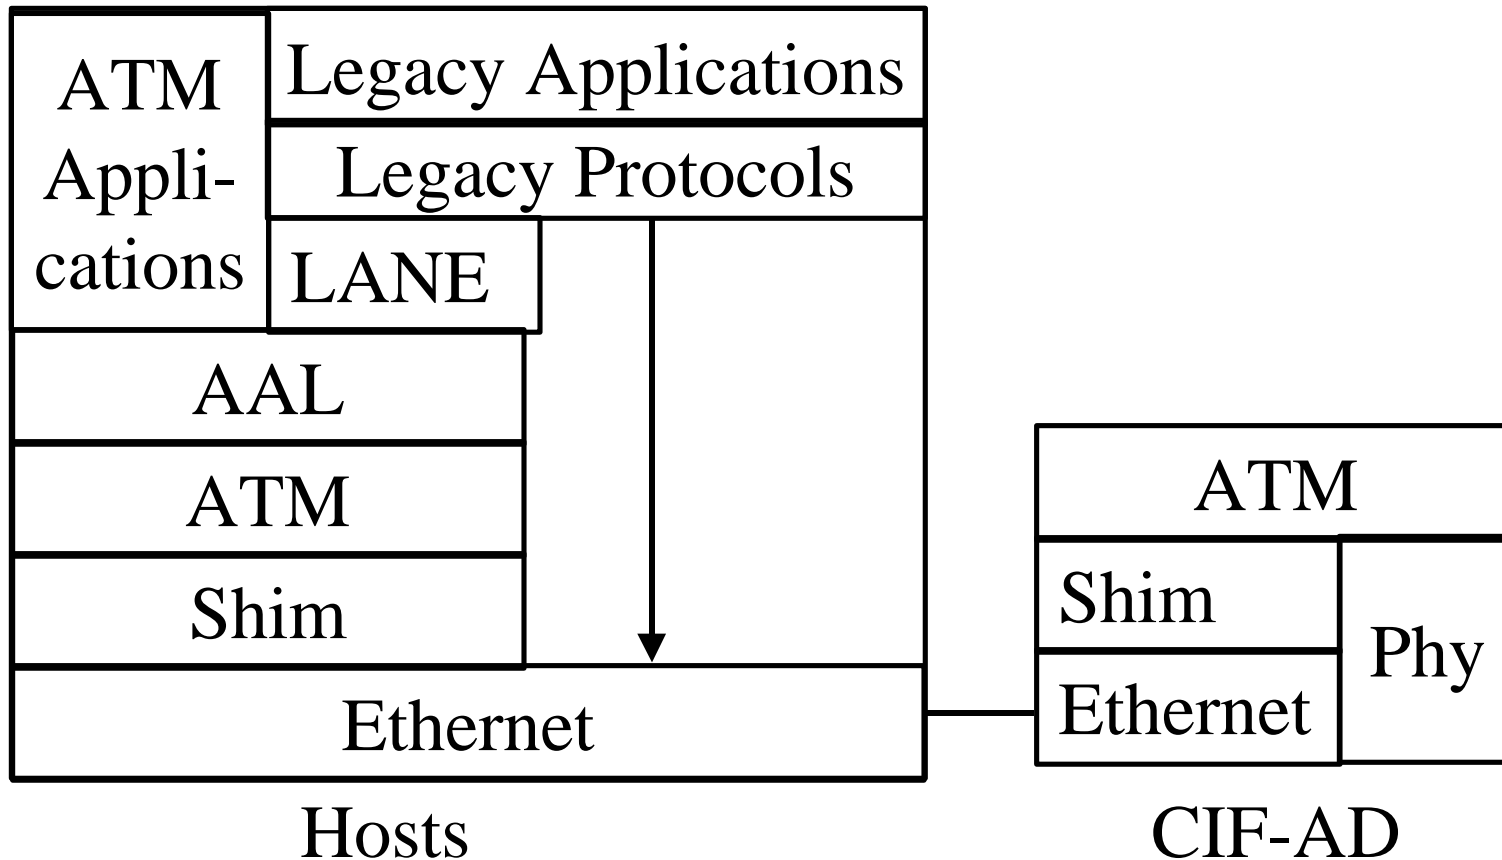 ATM
Appli-
cations
Legacy Applications
Legacy Protocols
LANE
AAL
ATM
Shim
Ethernet
Hosts
ATM
Shim
Ethernet
Phy
CIF-AD